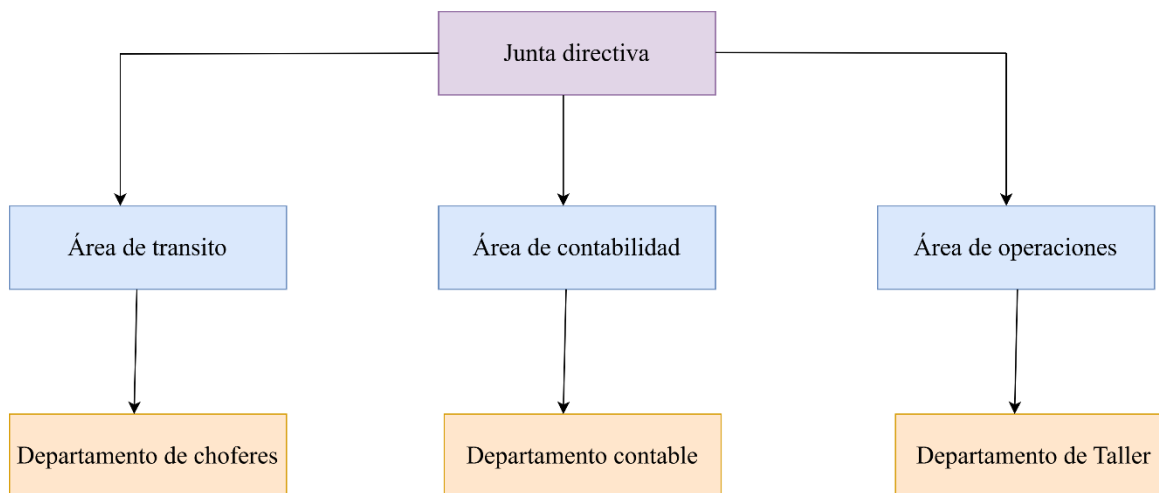 Junta directiva
Área de transito
Área de contabilidad
Área de operaciones
Departamento de choferes
Departamento contable
Departamento de Taller